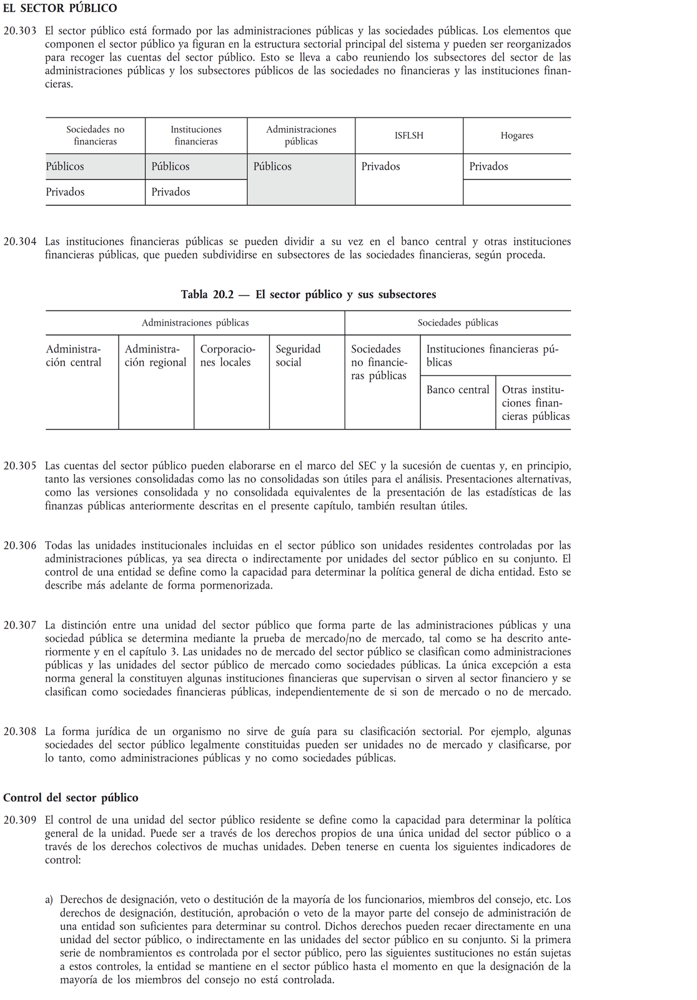 EL SECTOR PÚBLICO
20.303 El sector público está formado por las administraciones públicas y las sociedades públicas. Los elementos que
componen el sector público ya figuran en la estructura sectorial principal del sistema y pueden ser reorganizados
para recoger las cuentas del sector público. Esto se lleva a cabo reuniendo los subsectores del sector de las
administraciones públicas y los subsectores públicos de las sociedades no financieras y las instituciones finan-
cieras.
Sociedades no
financieras
Instituciones
financieras
Administraciones
públicas
ISFLSH
Hogares
Públicos Públicos Públicos Privados Privados
Privados Privados
20.304 Las instituciones financieras públicas se pueden dividir a su vez en el banco central y otras instituciones
financieras públicas, que pueden subdividirse en subsectores de las sociedades financieras, según proceda.
Tabla 20.2 — El sector público y sus subsectores
Administraciones públicas Sociedades públicas
Administra-
ción central
Administra-
ción regional
Corporacio-
nes locales
Seguridad
social
Sociedades
no financie-
ras públicas
Instituciones financieras pú-
blicas
Banco central
Otras institu-
ciones finan-
cieras públicas
20.305 Las cuentas del sector público pueden elaborarse en el marco del SEC y la sucesión de cuentas y, en principio,
tanto las versiones consolidadas como las no consolidadas son útiles para el análisis. Presentaciones alternativas,
como las versiones consolidada y no consolidada equivalentes de la presentación de las estadísticas de las
finanzas públicas anteriormente descritas en el presente capítulo, también resultan útiles.
20.306 Todas las unidades institucionales incluidas en el sector público son unidades residentes controladas por las
administraciones públicas, ya sea directa o indirectamente por unidades del sector público en su conjunto. El
control de una entidad se define como la capacidad para determinar la política general de dicha entidad. Esto se
describe más adelante de forma pormenorizada.
20.307 La distinción entre una unidad del sector público que forma parte de las administraciones públicas y una
sociedad pública se determina mediante la prueba de mercado/no de mercado, tal como se ha descrito ante-
riormente y en el capítulo 3. Las unidades no de mercado del sector público se clasifican como administraciones
públicas y las unidades del sector público de mercado como sociedades públicas. La única excepción a esta
norma general la constituyen algunas instituciones financieras que supervisan o sirven al sector financiero y se
clasifican como sociedades financieras públicas, independientemente de si son de mercado o no de mercado.
20.308 La forma jurídica de un organismo no sirve de guía para su clasificación sectorial. Por ejemplo, algunas
sociedades del sector público legalmente constituidas pueden ser unidades no de mercado y clasificarse, por
lo tanto, como administraciones públicas y no como sociedades públicas.
Control del sector público
20.309 El control de una unidad del sector público residente se define como la capacidad para determinar la política
general de la unidad. Puede ser a través de los derechos propios de una única unidad del sector público o a
través de los derechos colectivos de muchas unidades. Deben tenerse en cuenta los siguientes indicadores de
control:
a) Derechos de designación, veto o destitución de la mayoría de los funcionarios, miembros del consejo, etc. Los
derechos de designación, destitución, aprobación o veto de la mayor parte del consejo de administración de
una entidad son suficientes para determinar su control. Dichos derechos pueden recaer directamente en una
unidad del sector público, o indirectamente en las unidades del sector público en su conjunto. Si la primera
serie de nombramientos es controlada por el sector público, pero las siguientes sustituciones no están sujetas
a estos controles, la entidad se mantiene en el sector público hasta el momento en que la designación de la
mayoría de los miembros del consejo no está controlada.